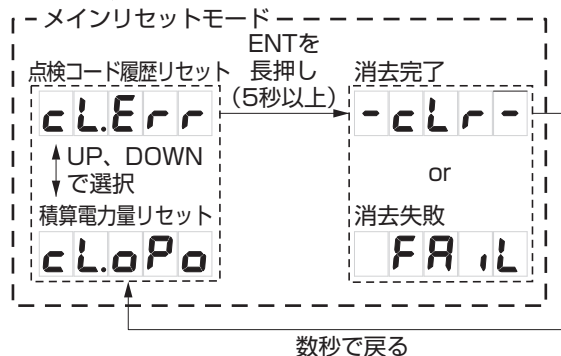 メインリセットモード
ENTを
長押し
(5秒以上)
点検コード履歴リセット
cL.Err
UP、DOWN
で選択
積算電力量リセット
cL.oPo
消去完了
-cLr-
or
消去失敗
FAiL
数秒で戻る